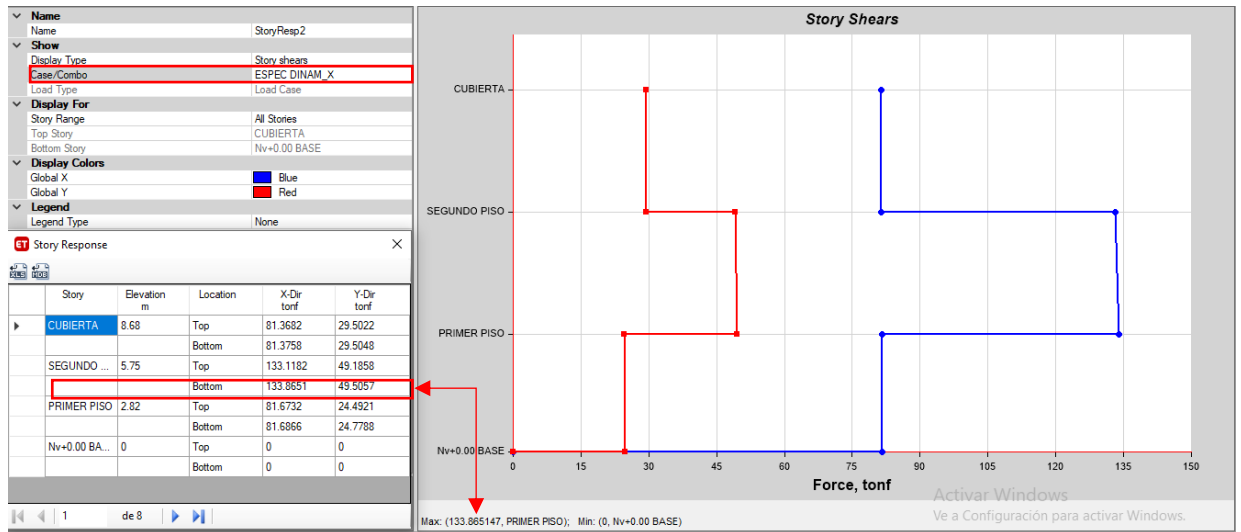 Name
Name StoryResp2
Show
Display Type Story shears
Case/Combo ESPEC DINAM_X
Load Type Load Case
Display For
Story Range All Stories
Top Story CUBIERTA
Bottom Story Nv+0.00 BASE
Display Colors
Global X Blue
Global Y Red
Legend
Legend Type None
ET Story Response
XLS MDB
Story Elevation Location X-Dir Y-Dir
m tonf tonf
CUBIERTA 8.68 Top 81.3682 29.5022
Bottom 81.3758 29.5048
SEGUNDO ... 5.75 Top 133.1182 49.1858
Bottom 133.8651 49.5057
PRIMER PISO 2.82 Top 81.6732 24.4921
Bottom 81.6866 24.7788
Nv+0.00 BA... 0 Top 0 0
Bottom 0 0
1 de 8
Story Shears
CUBIERTA
SEGUNDO PISO
PRIMER PISO
Nv+0.00 BASE
0 15 30 45 60 75 90 105 120 135 150
Force, tonf
Max: (133.865147, PRIMER PISO); Min: (0, Nv+0.00 BASE)
Activar Windows
Ve a Configuración para activar Windows.